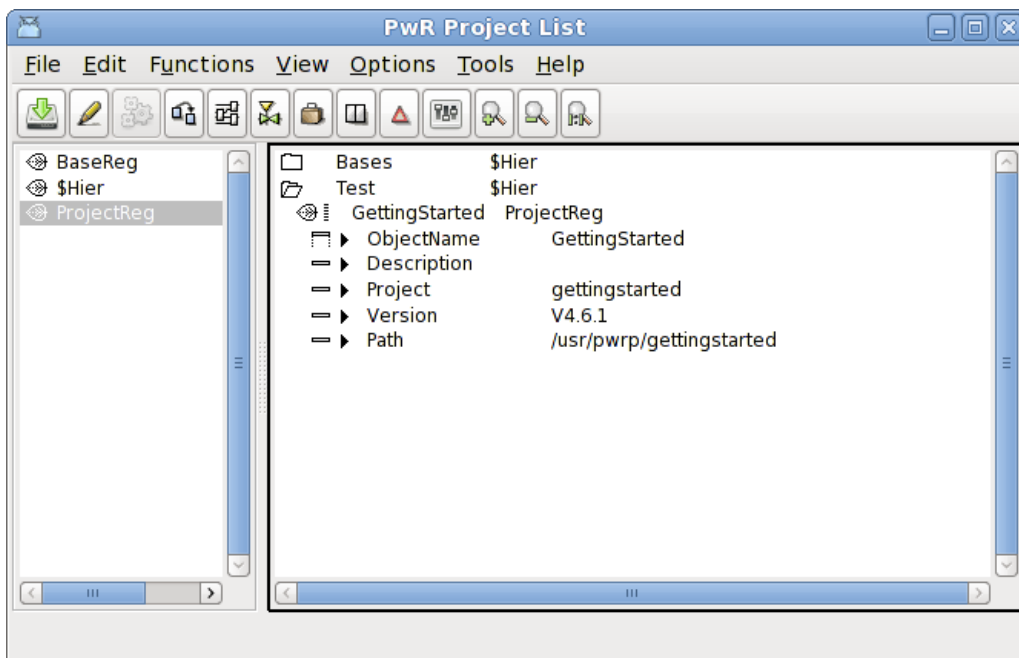 PwR Project List
File Edit Functions View Options Tools Help
BaseReg
$Hier
ProjectReg
Bases $Hier
Test $Hier
GettingStarted ProjectReg
ObjectName GettingStarted
Description
Project gettingstarted
Version V4.6.1
Path /usr/pwrp/gettingstarted